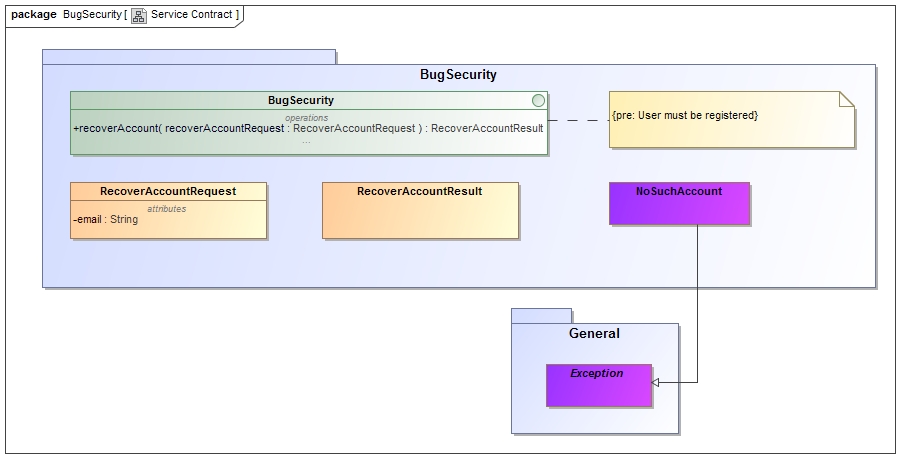 package BugSecurity [ Service Contract ]
BugSecurity
BugSecurity
operations
+recoverAccount( recoverAccountRequest : RecoverAccountRequest ) : RecoverAccountResult
...
{pre: User must be registered}
RecoverAccountRequest
attributes
-email : String
RecoverAccountResult
NoSuchAccount
General
Exception